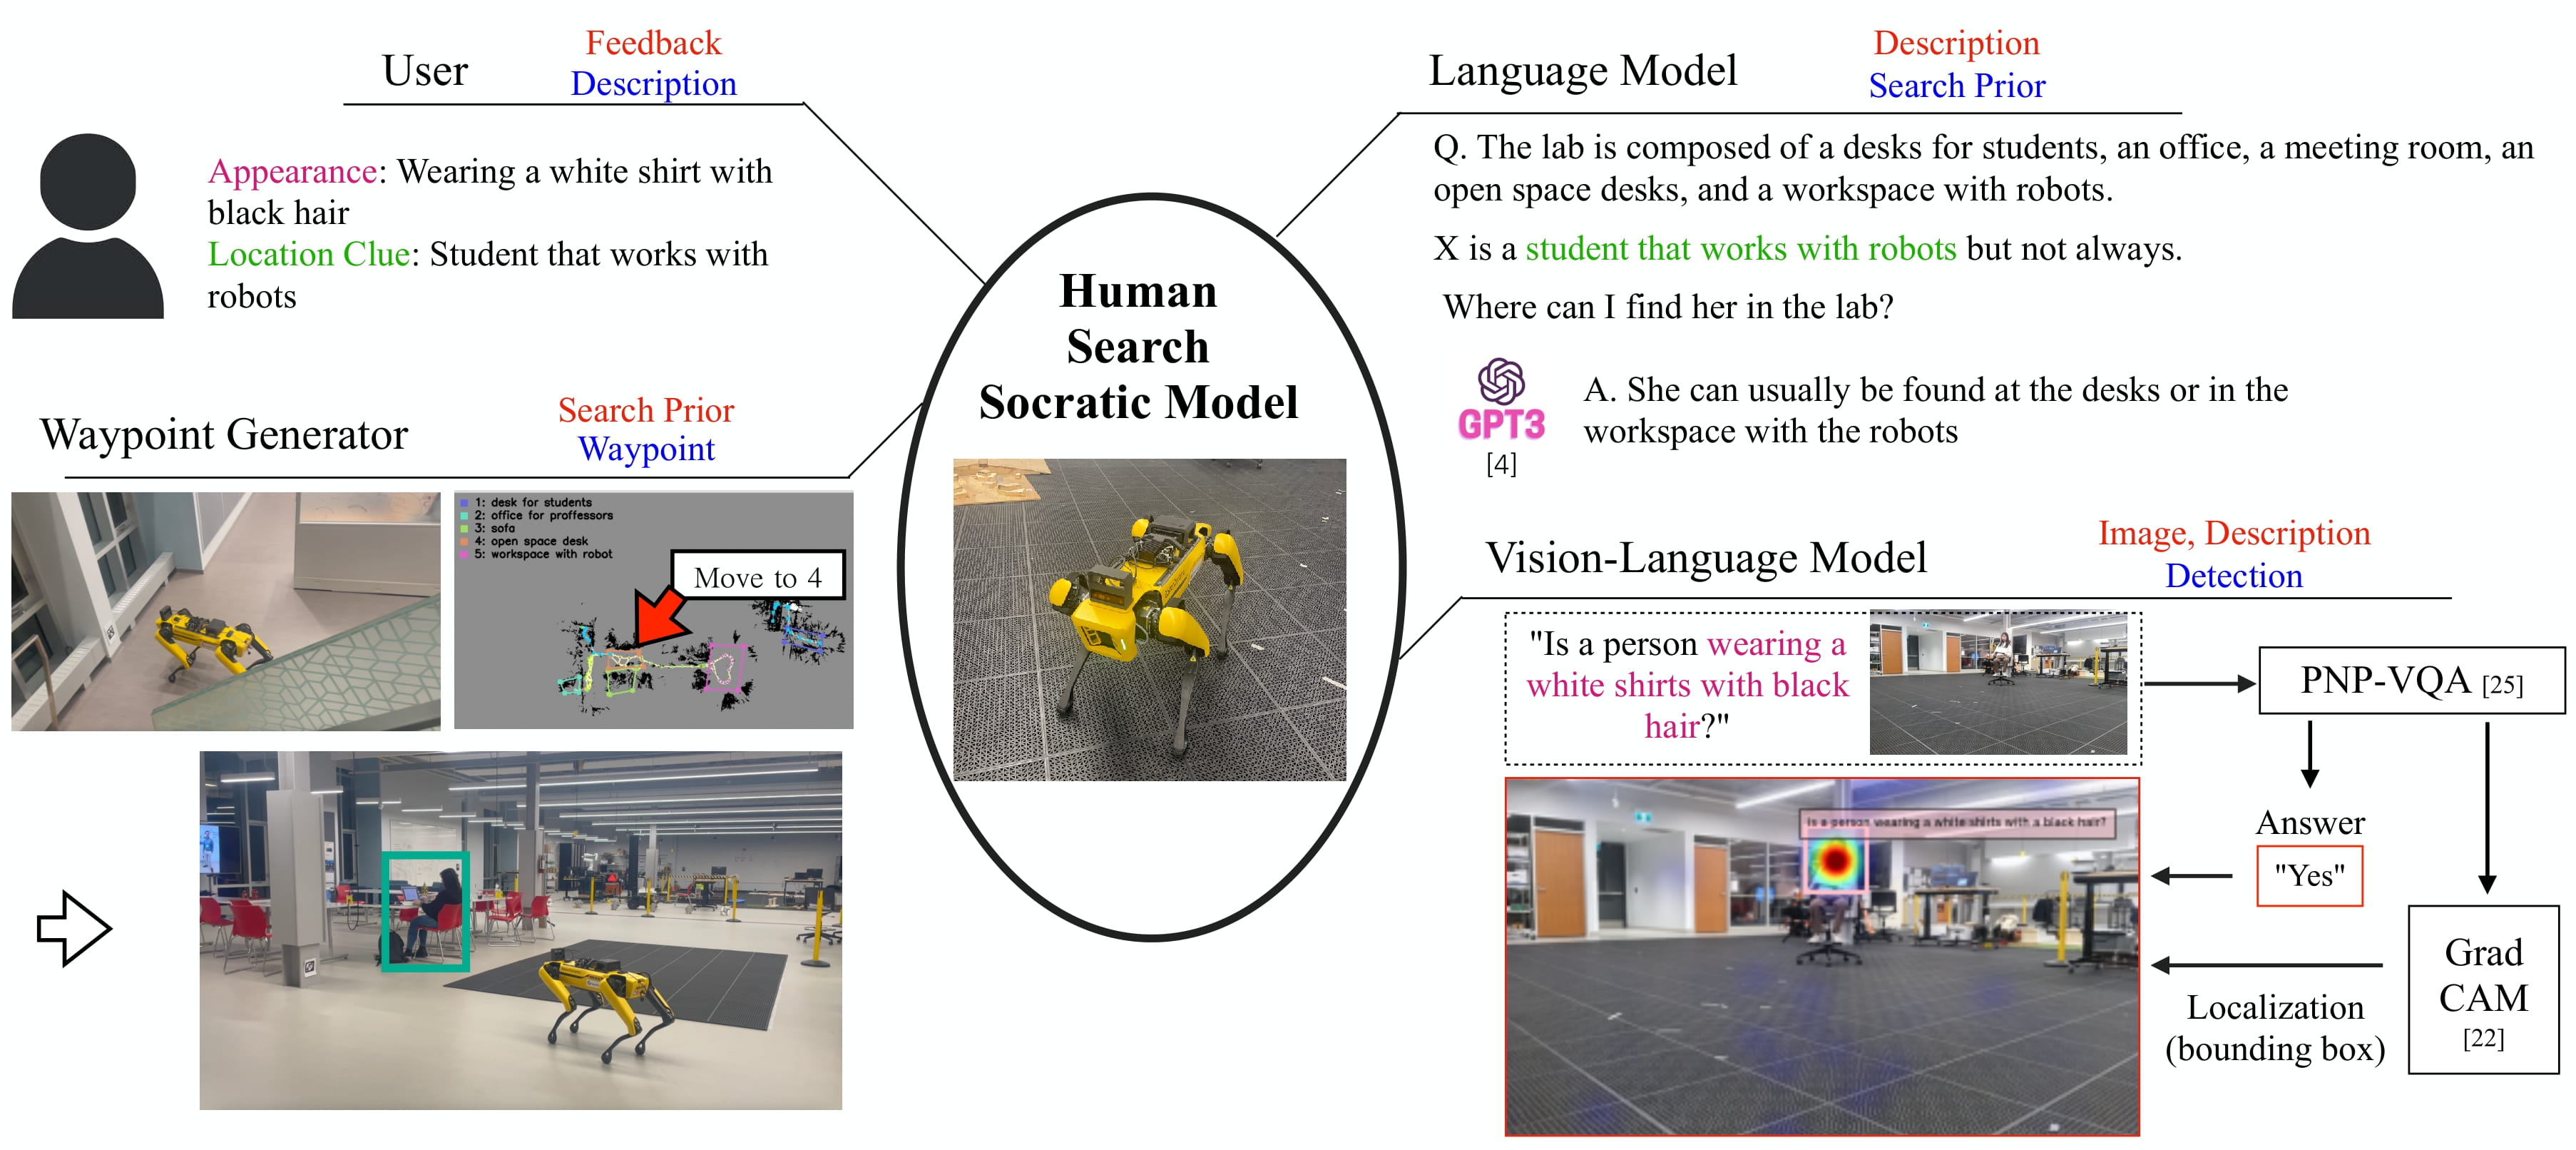 User
Feedback
Description
Appearance: Wearing a white shirt with
black hair
Location Clue: Student that works with
robots
Waypoint Generator
Search Prior
Waypoint
1: desk for students
2: office for proffessors
3: sofa
4: open space desk
5: workspace with robot
Move to 4
Human
Search
Socratic Model
Language Model
Description
Search Prior
Q. The lab is composed of a desks for students, an office, a meeting room, an
open space desks, and a workspace with robots.
X is a student that works with robots but not always.
Where can I find her in the lab?
GPT3
[4]
A. She can usually be found at the desks or in the
workspace with the robots
Vision-Language Model
Image, Description
Detection
"Is a person wearing a
white shirts with black
hair?"
PNP-VQA [25]
Answer
"Yes"
Grad
CAM
[22]
Localization
(bounding box)
Is a person wearing a white shirts with a black hair?